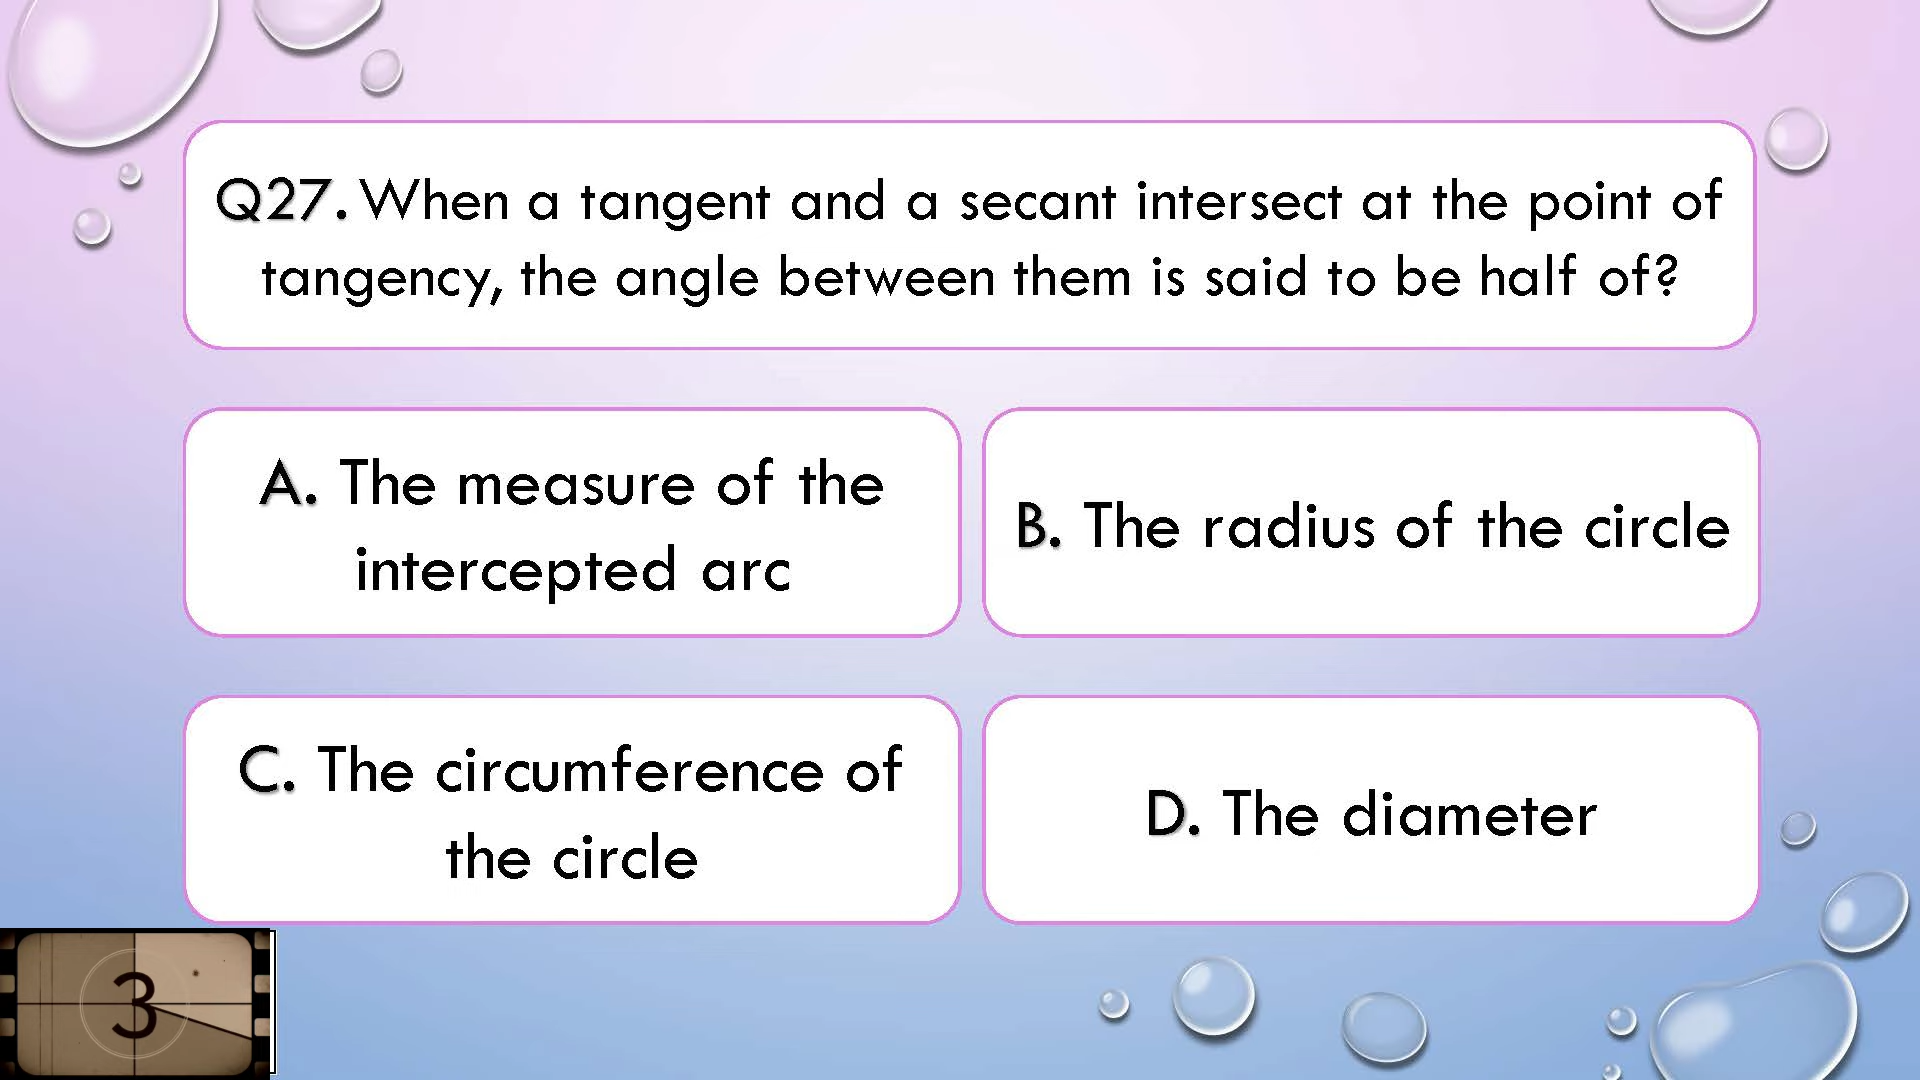 Q27. When a tangent and a secant intersect at the point of
tangency, the angle between them is said to be half of?
A. The measure of the
intercepted arc
B. The radius of the circle
C. The circumference of
the circle
D. The diameter
3